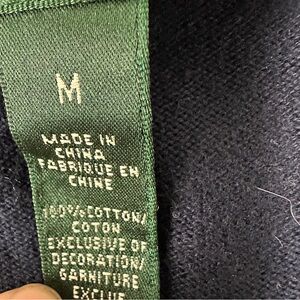 M
MADE IN
CHINA
FABRIQUE EN
CHINE
100% COTTON/
COTON
EXCLUSIVE OF
DECORATION/
GARNITURE
EXCLUE